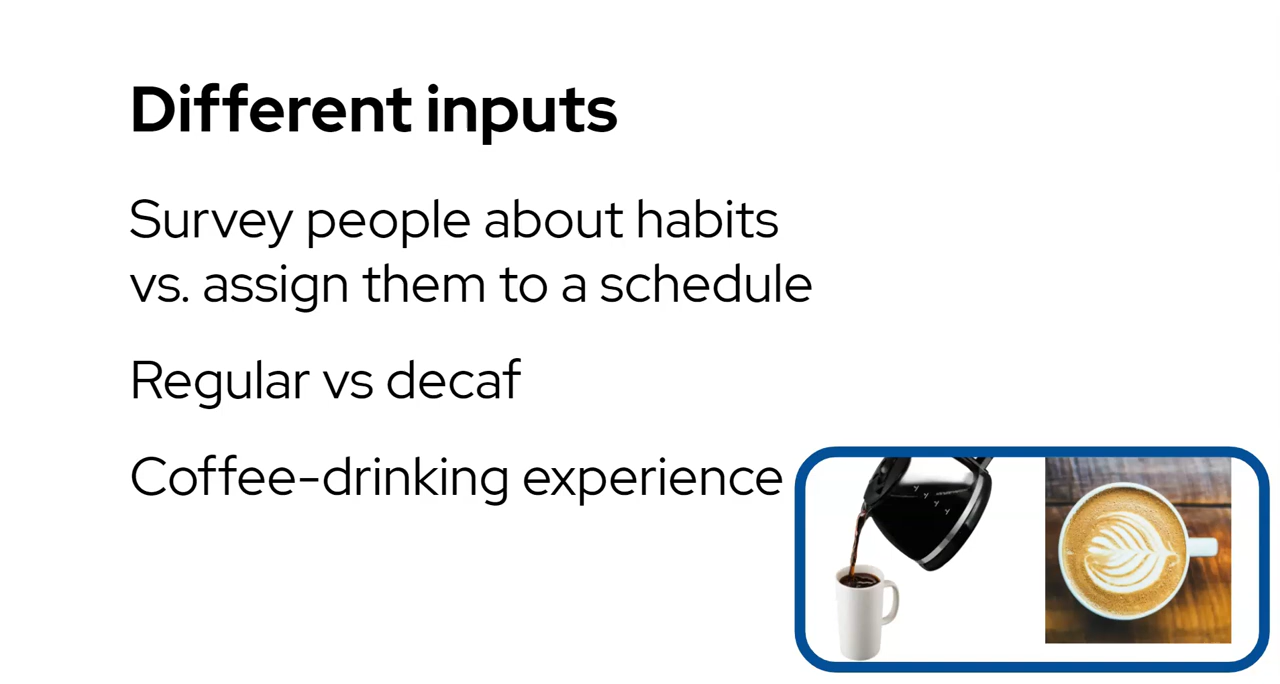 Different inputs
Survey people about habits
vs. assign them to a schedule
Regular vs decaf
Coffee-drinking experience